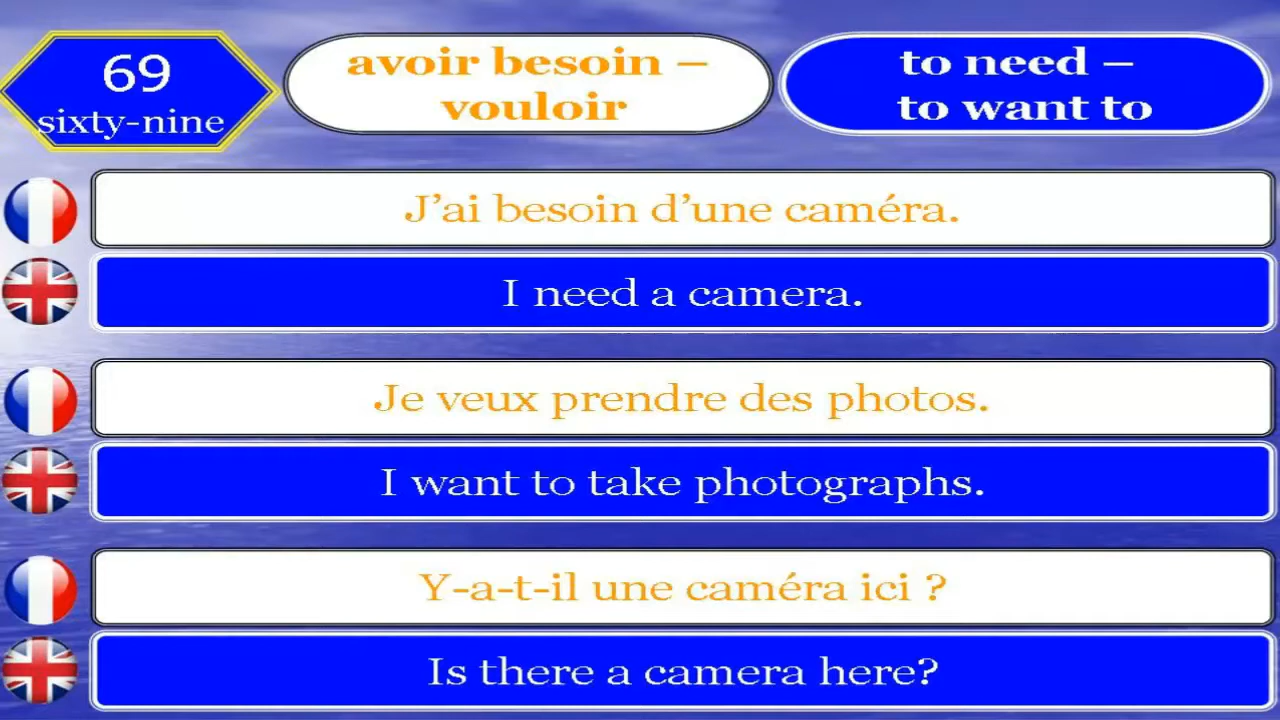 69
sixty-nine
avoir besoin –
vouloir
to need –
to want to
J’ai besoin d’une caméra.
I need a camera.
Je veux prendre des photos.
I want to take photographs.
Y-a-t-il une caméra ici ?
Is there a camera here?